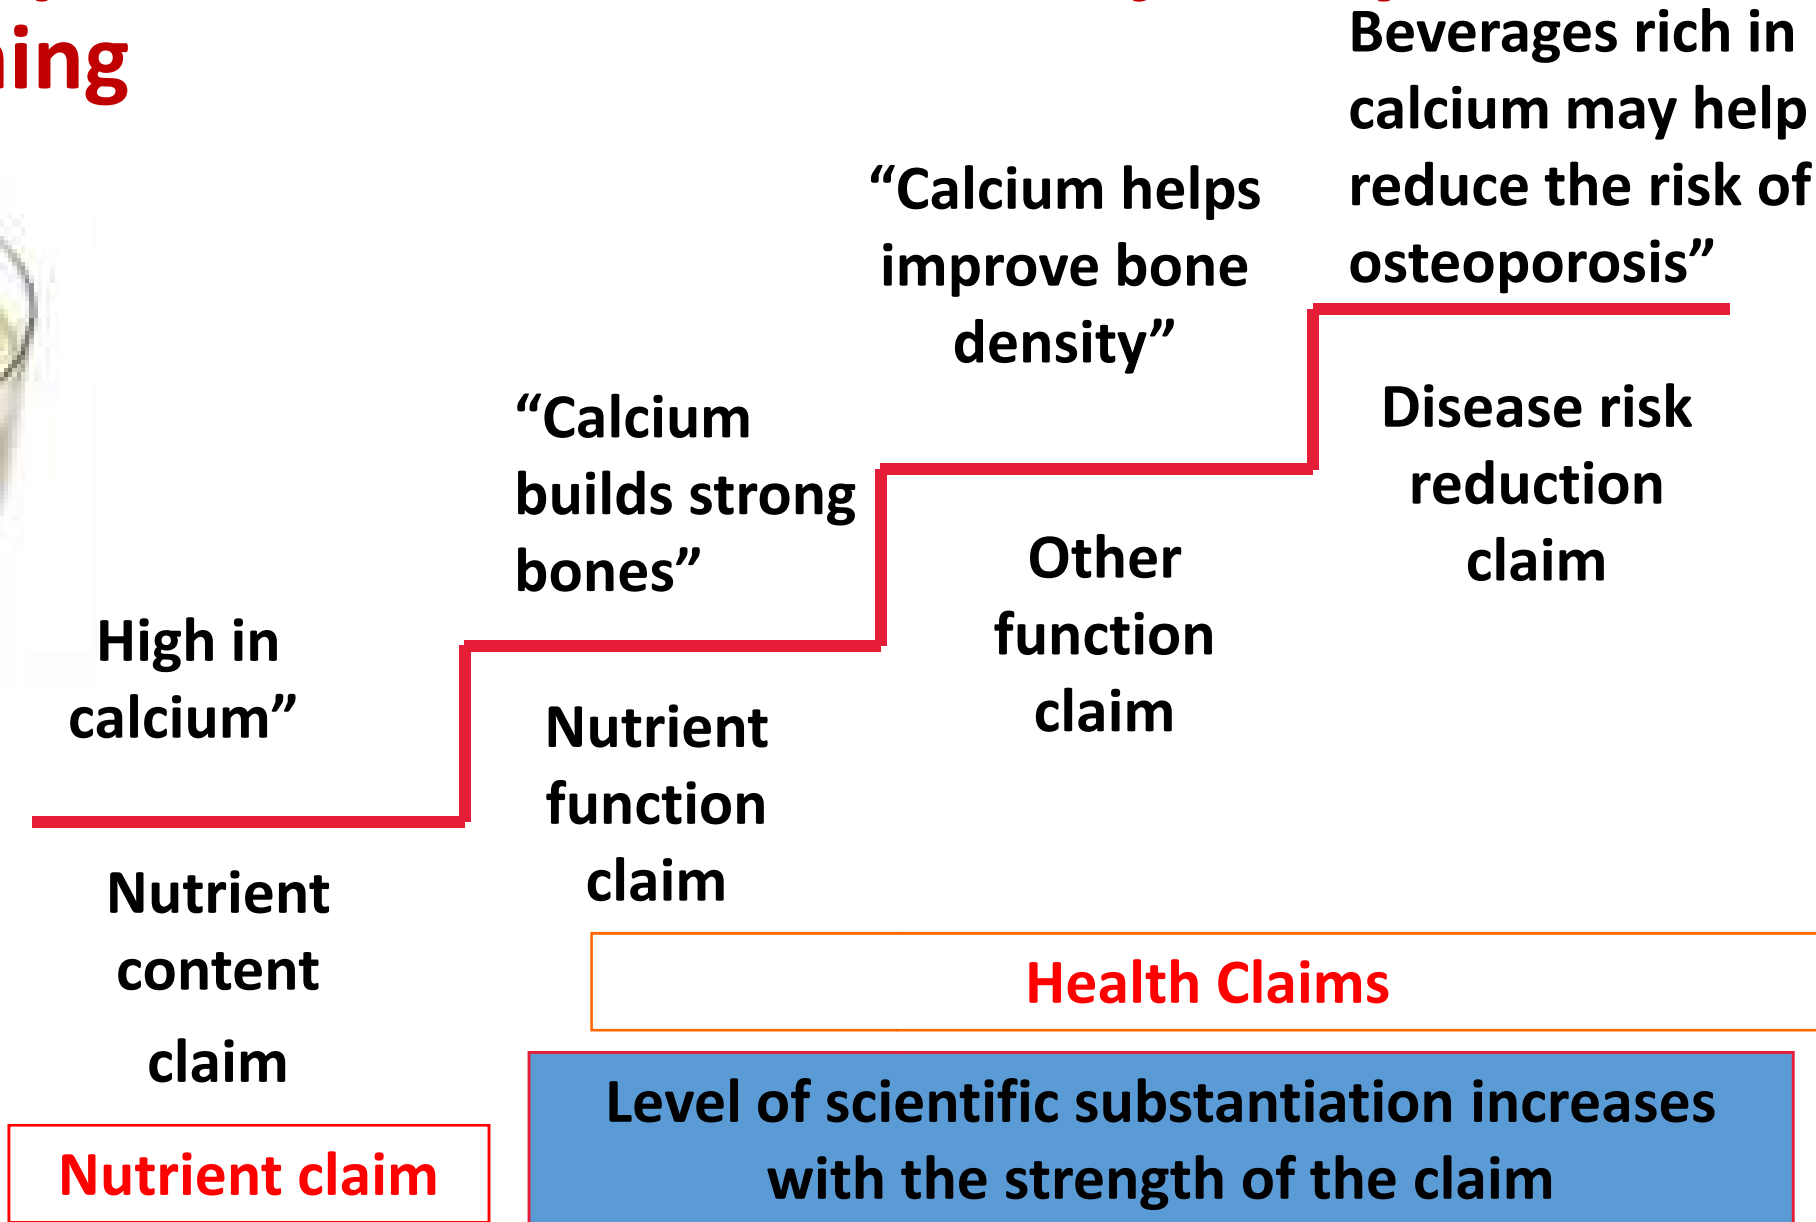 ning
Beverages rich in
calcium may help
reduce the risk of
osteoporosis”
“Calcium helps
improve bone
density”
“Calcium
builds strong
bones”
High in
calcium”
Disease risk
reduction
claim
Other
function
claim
Nutrient
function
claim
Nutrient
content
claim
Health Claims
Nutrient claim
Level of scientific substantiation increases
with the strength of the claim